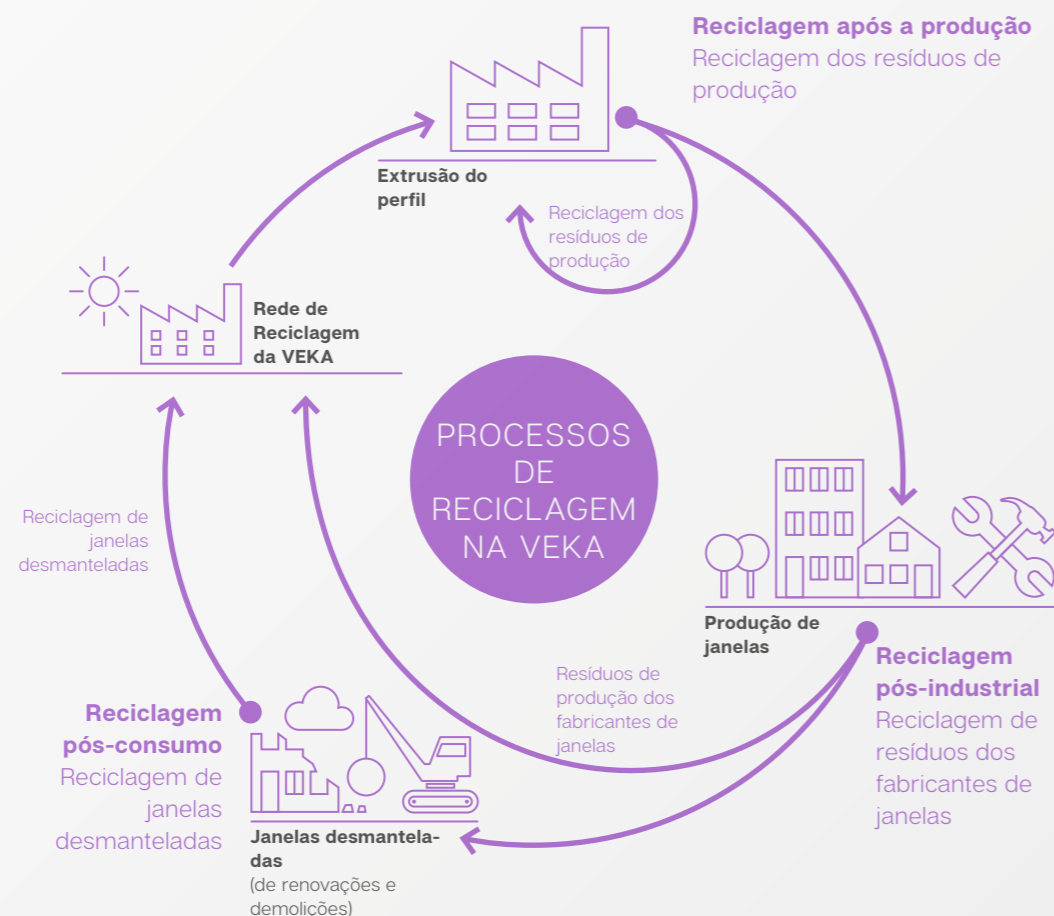 Reciclagem após a produção
Reciclagem dos resíduos de
produção
Extrusão do
perfil
Reciclagem dos
resíduos de
produção
Rede de
Reciclagem
da VEKA
PROCESSOS
DE
RECICLAGEM
NA VEKA
Reciclagem de
janelas
desmanteladas
Produção de
janelas
Reciclagem
pós-industrial
Reciclagem de
resíduos dos
fabricantes de
janelas
Resíduos de
produção dos
fabricantes de
janelas
Reciclagem
pós-consumo
Reciclagem de
janelas
desmanteladas
Janelas desmantela-
das
(de renovações e
demolições)